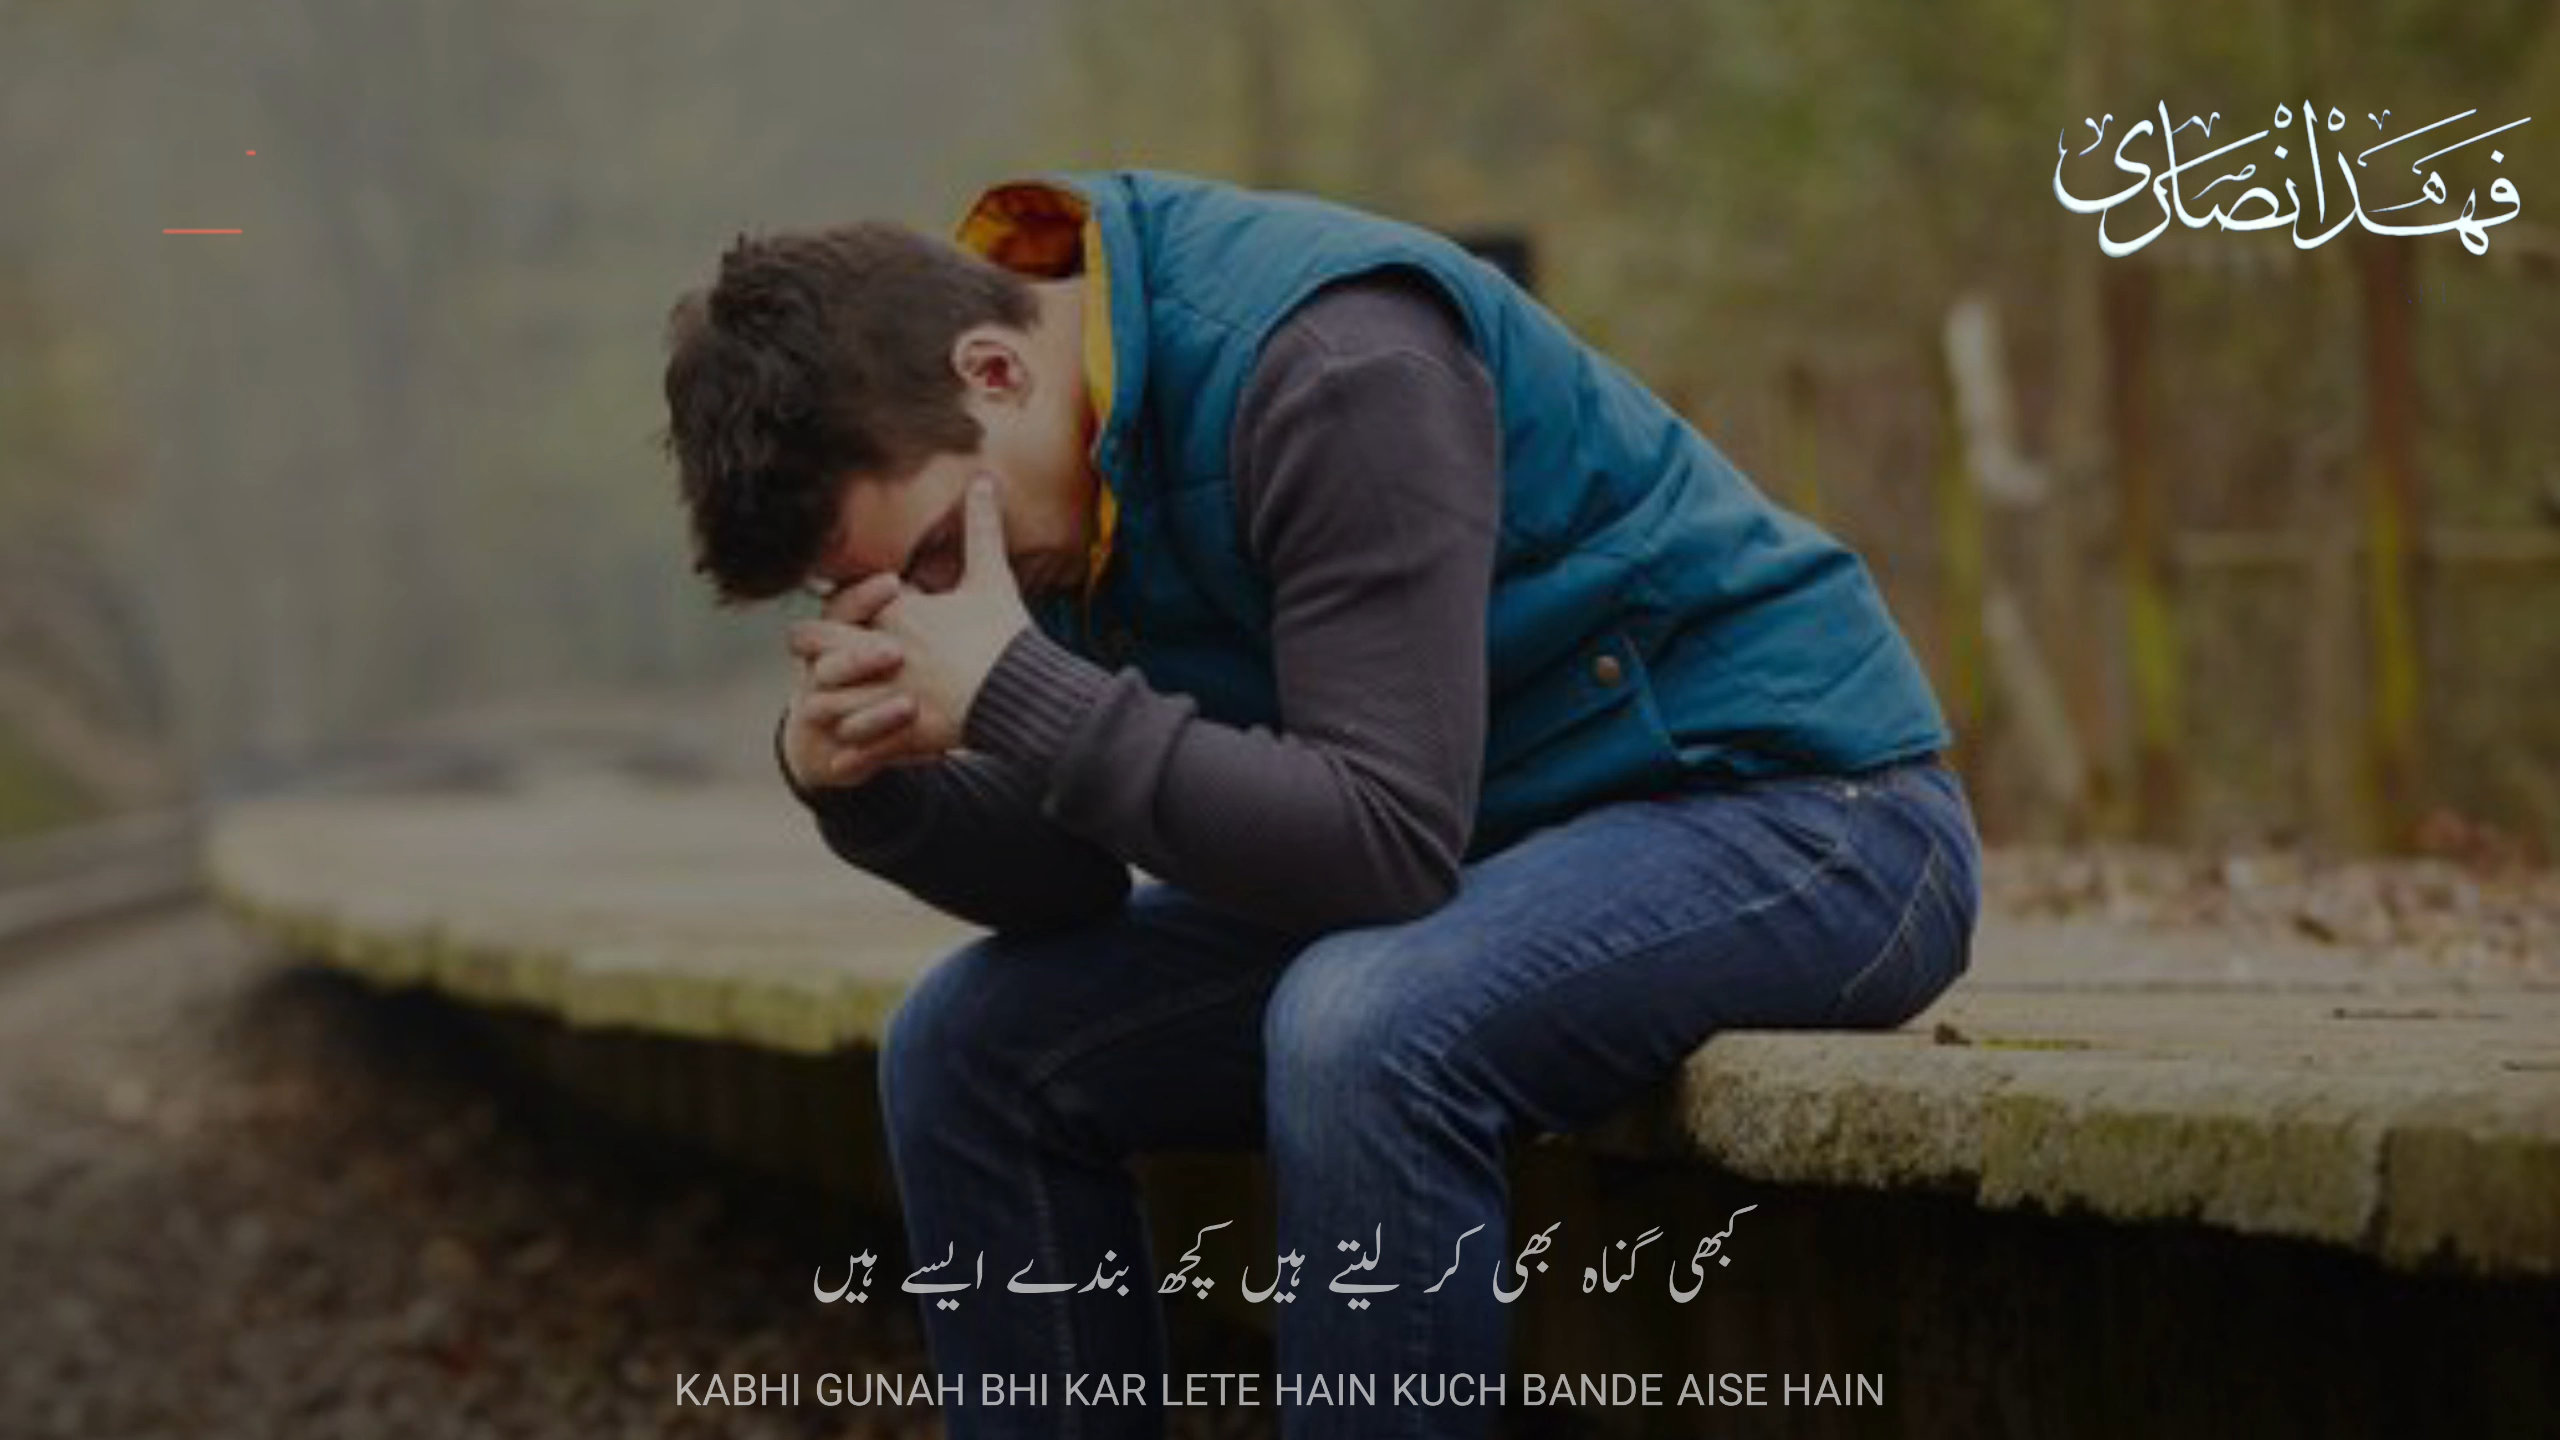 فهد انصاری
کبھی گناہ بھی کر لیتے ہیں کچھ بندے ایسے ہیں
KABHI GUNAH BHI KAR LETE HAIN KUCH BANDE AISE HAIN